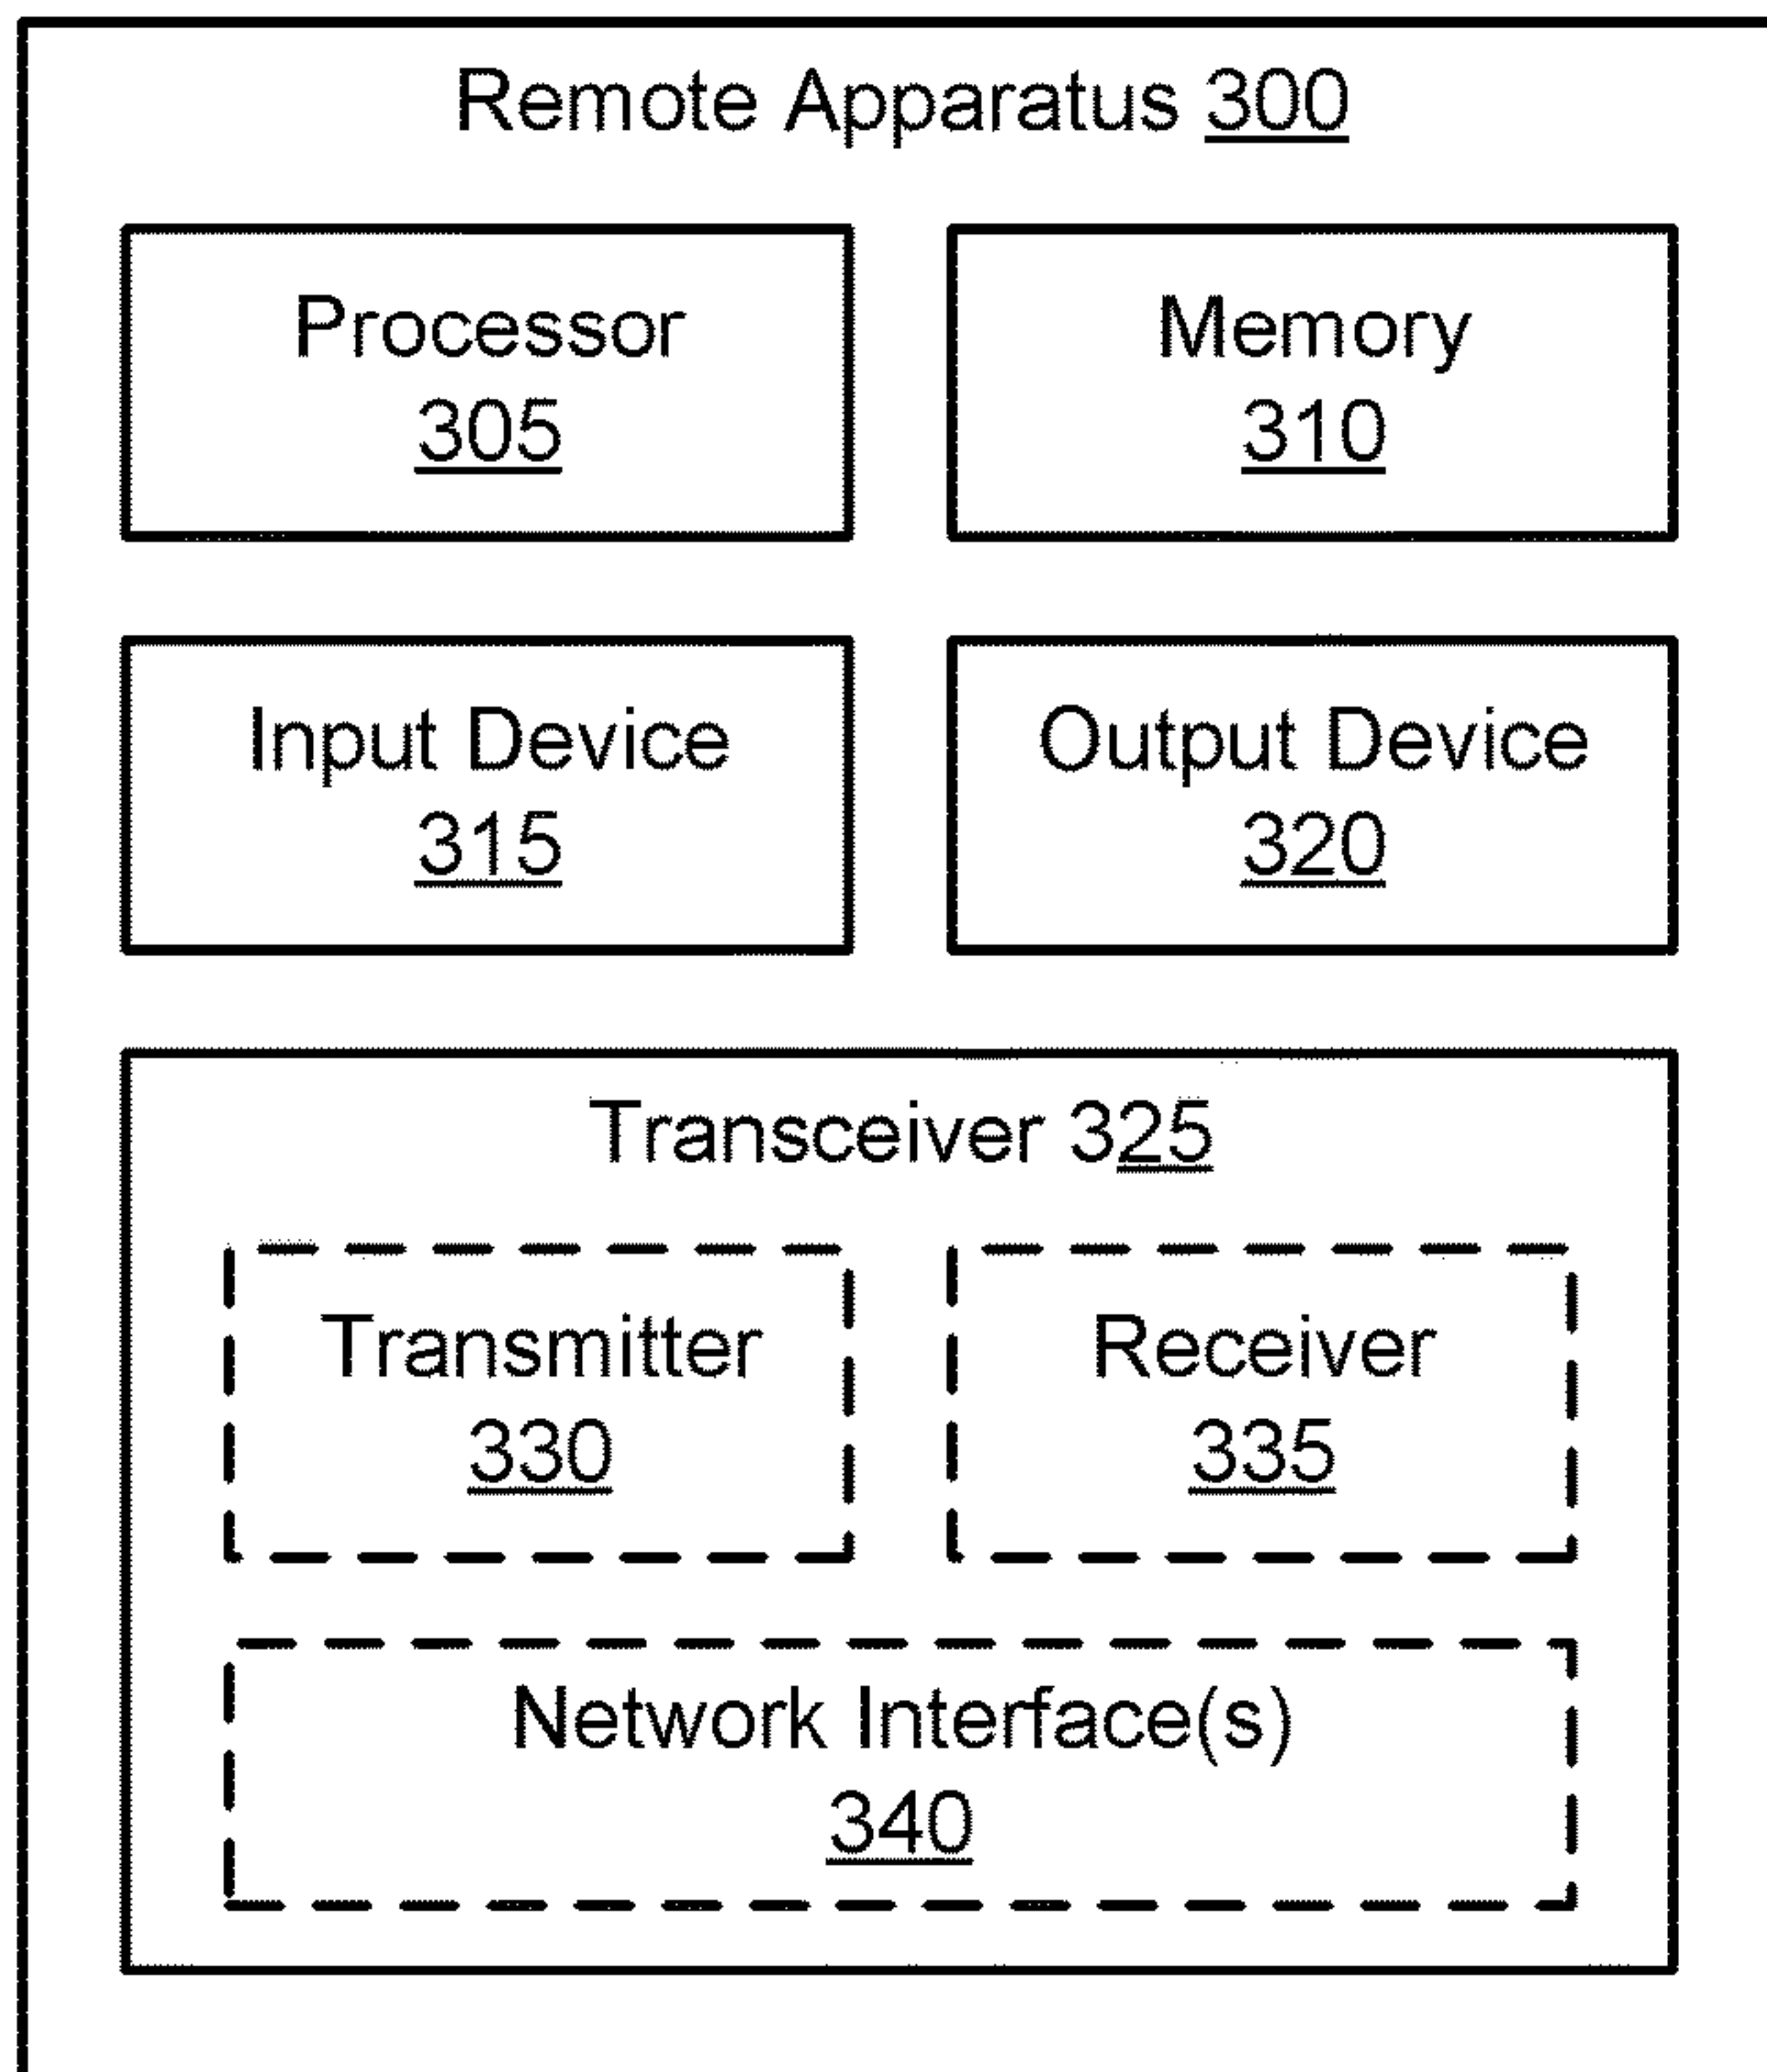 Remote Apparatus 300
Processor
305
Memory
310
Input Device
315
Output Device
320
Transceiver 325
Transmitter
330
Receiver
335
Network Interface(s)
340